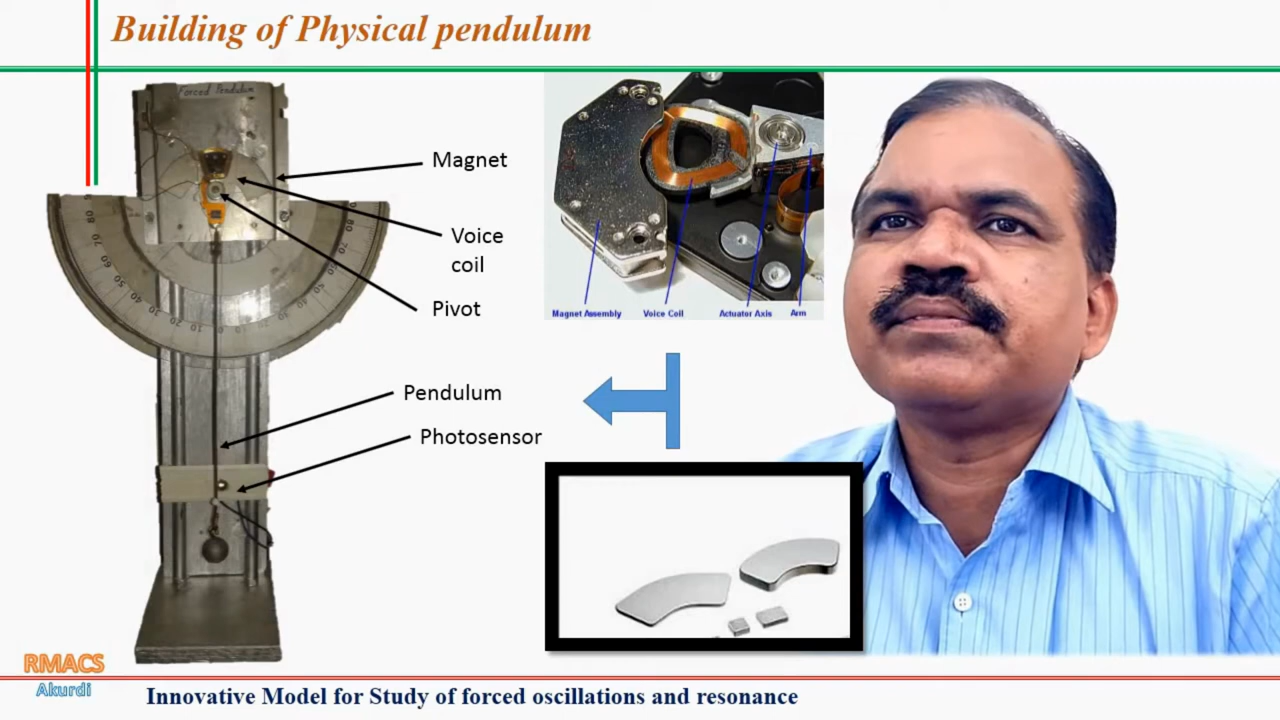 Building of Physical pendulum
Forced Pendulum
Magnet
Voice
coil
Pivot
Pendulum
Photosensor
Magnet Assembly
Voice Coil
Actuator Axis
Arm
RMACS
Akurdi
Innovative Model for Study of forced oscillations and resonance